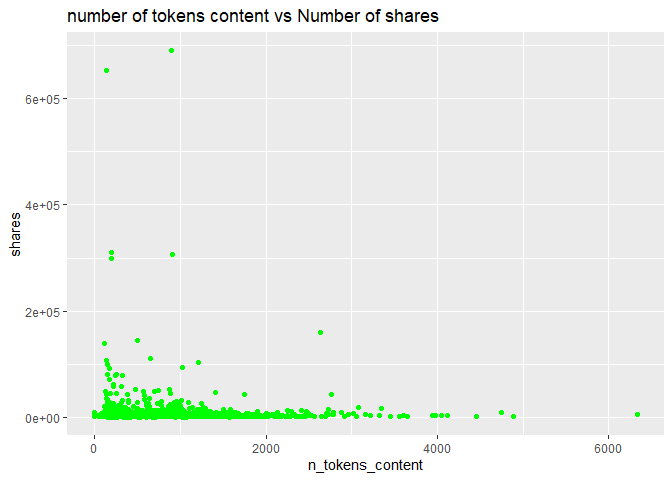 number of tokens content vs Number of shares
6e+05
4e+05
2e+05
0e+00
shares
0
2000
4000
6000
n_tokens_content